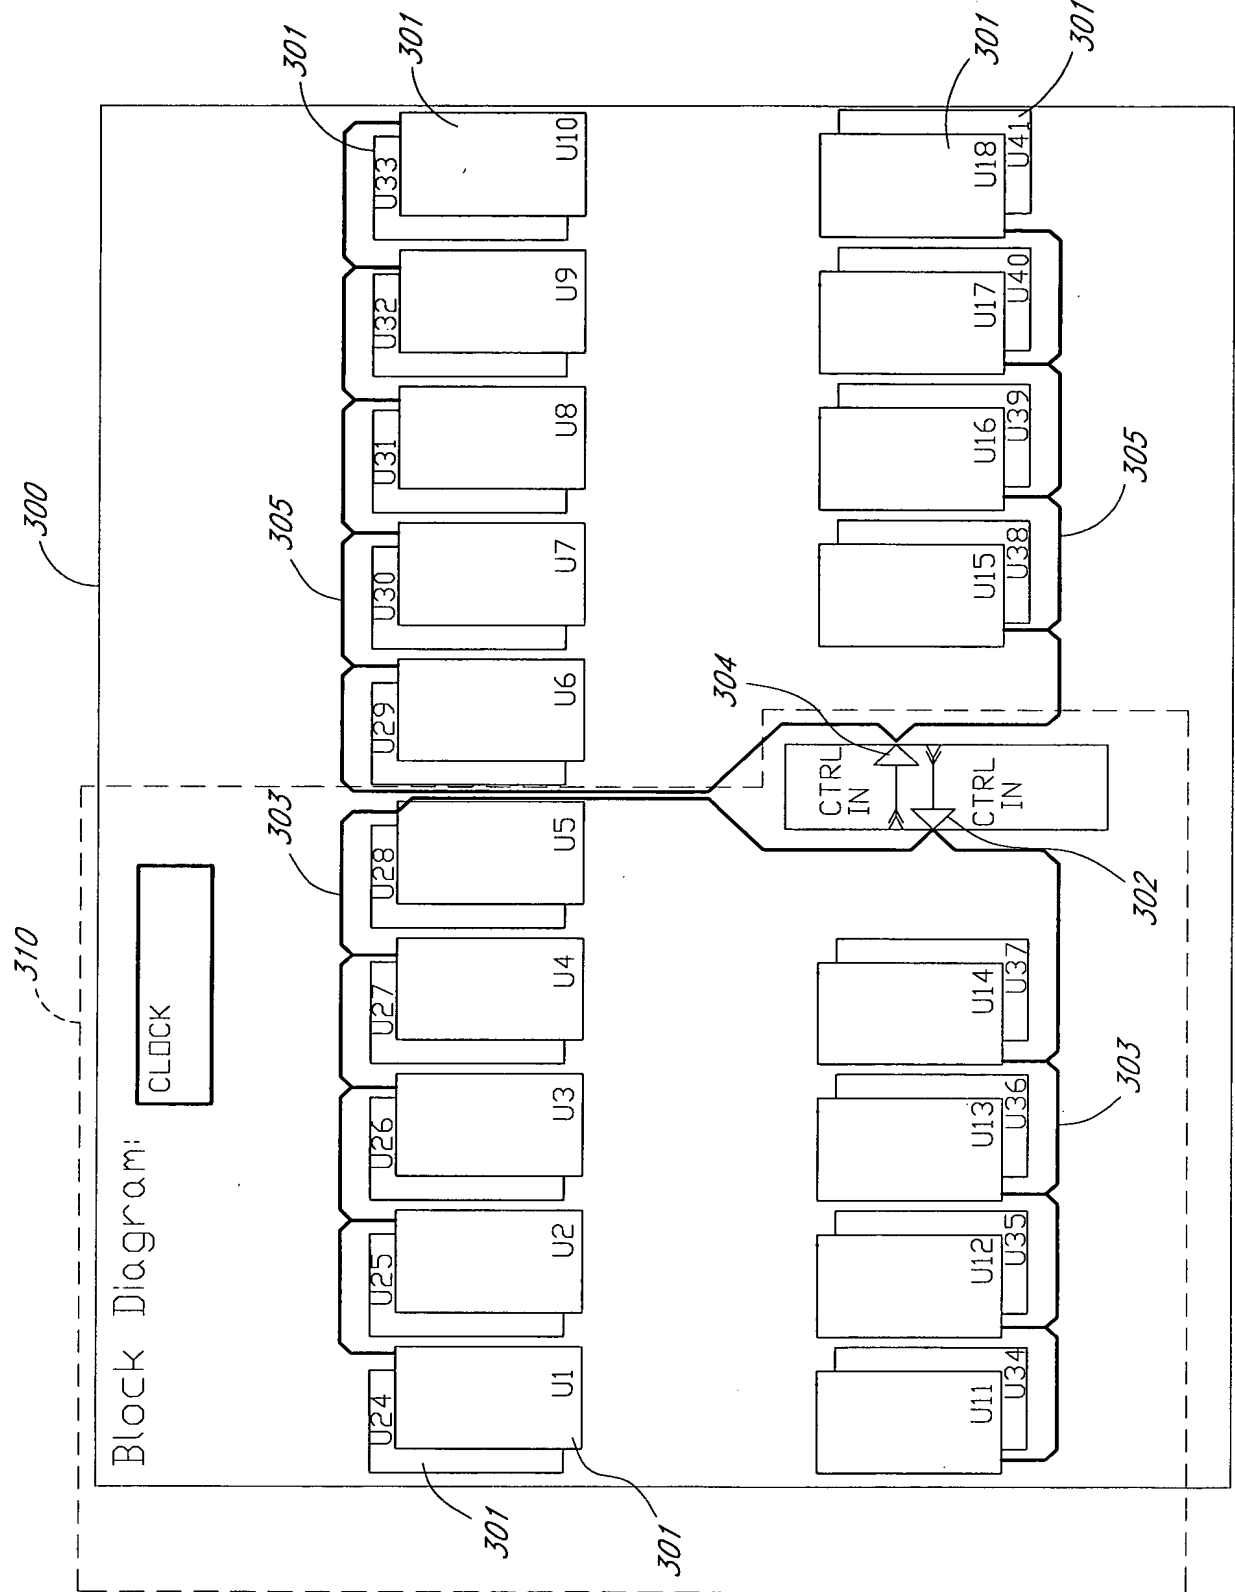 Block Diagram:
CLOCK
310
300
303
305
301
301
U24
U25
U26
U27
U28
U29
U30
U31
U32
U33
U1
U2
U3
U4
U5
U6
U7
U8
U9
U10
301
301
304
CTRL
IN
CTRL
IN
302
301
301
U11
U12
U13
U14
U15
U16
U17
U18
U34
U35
U36
U37
U38
U39
U40
U41
303
305